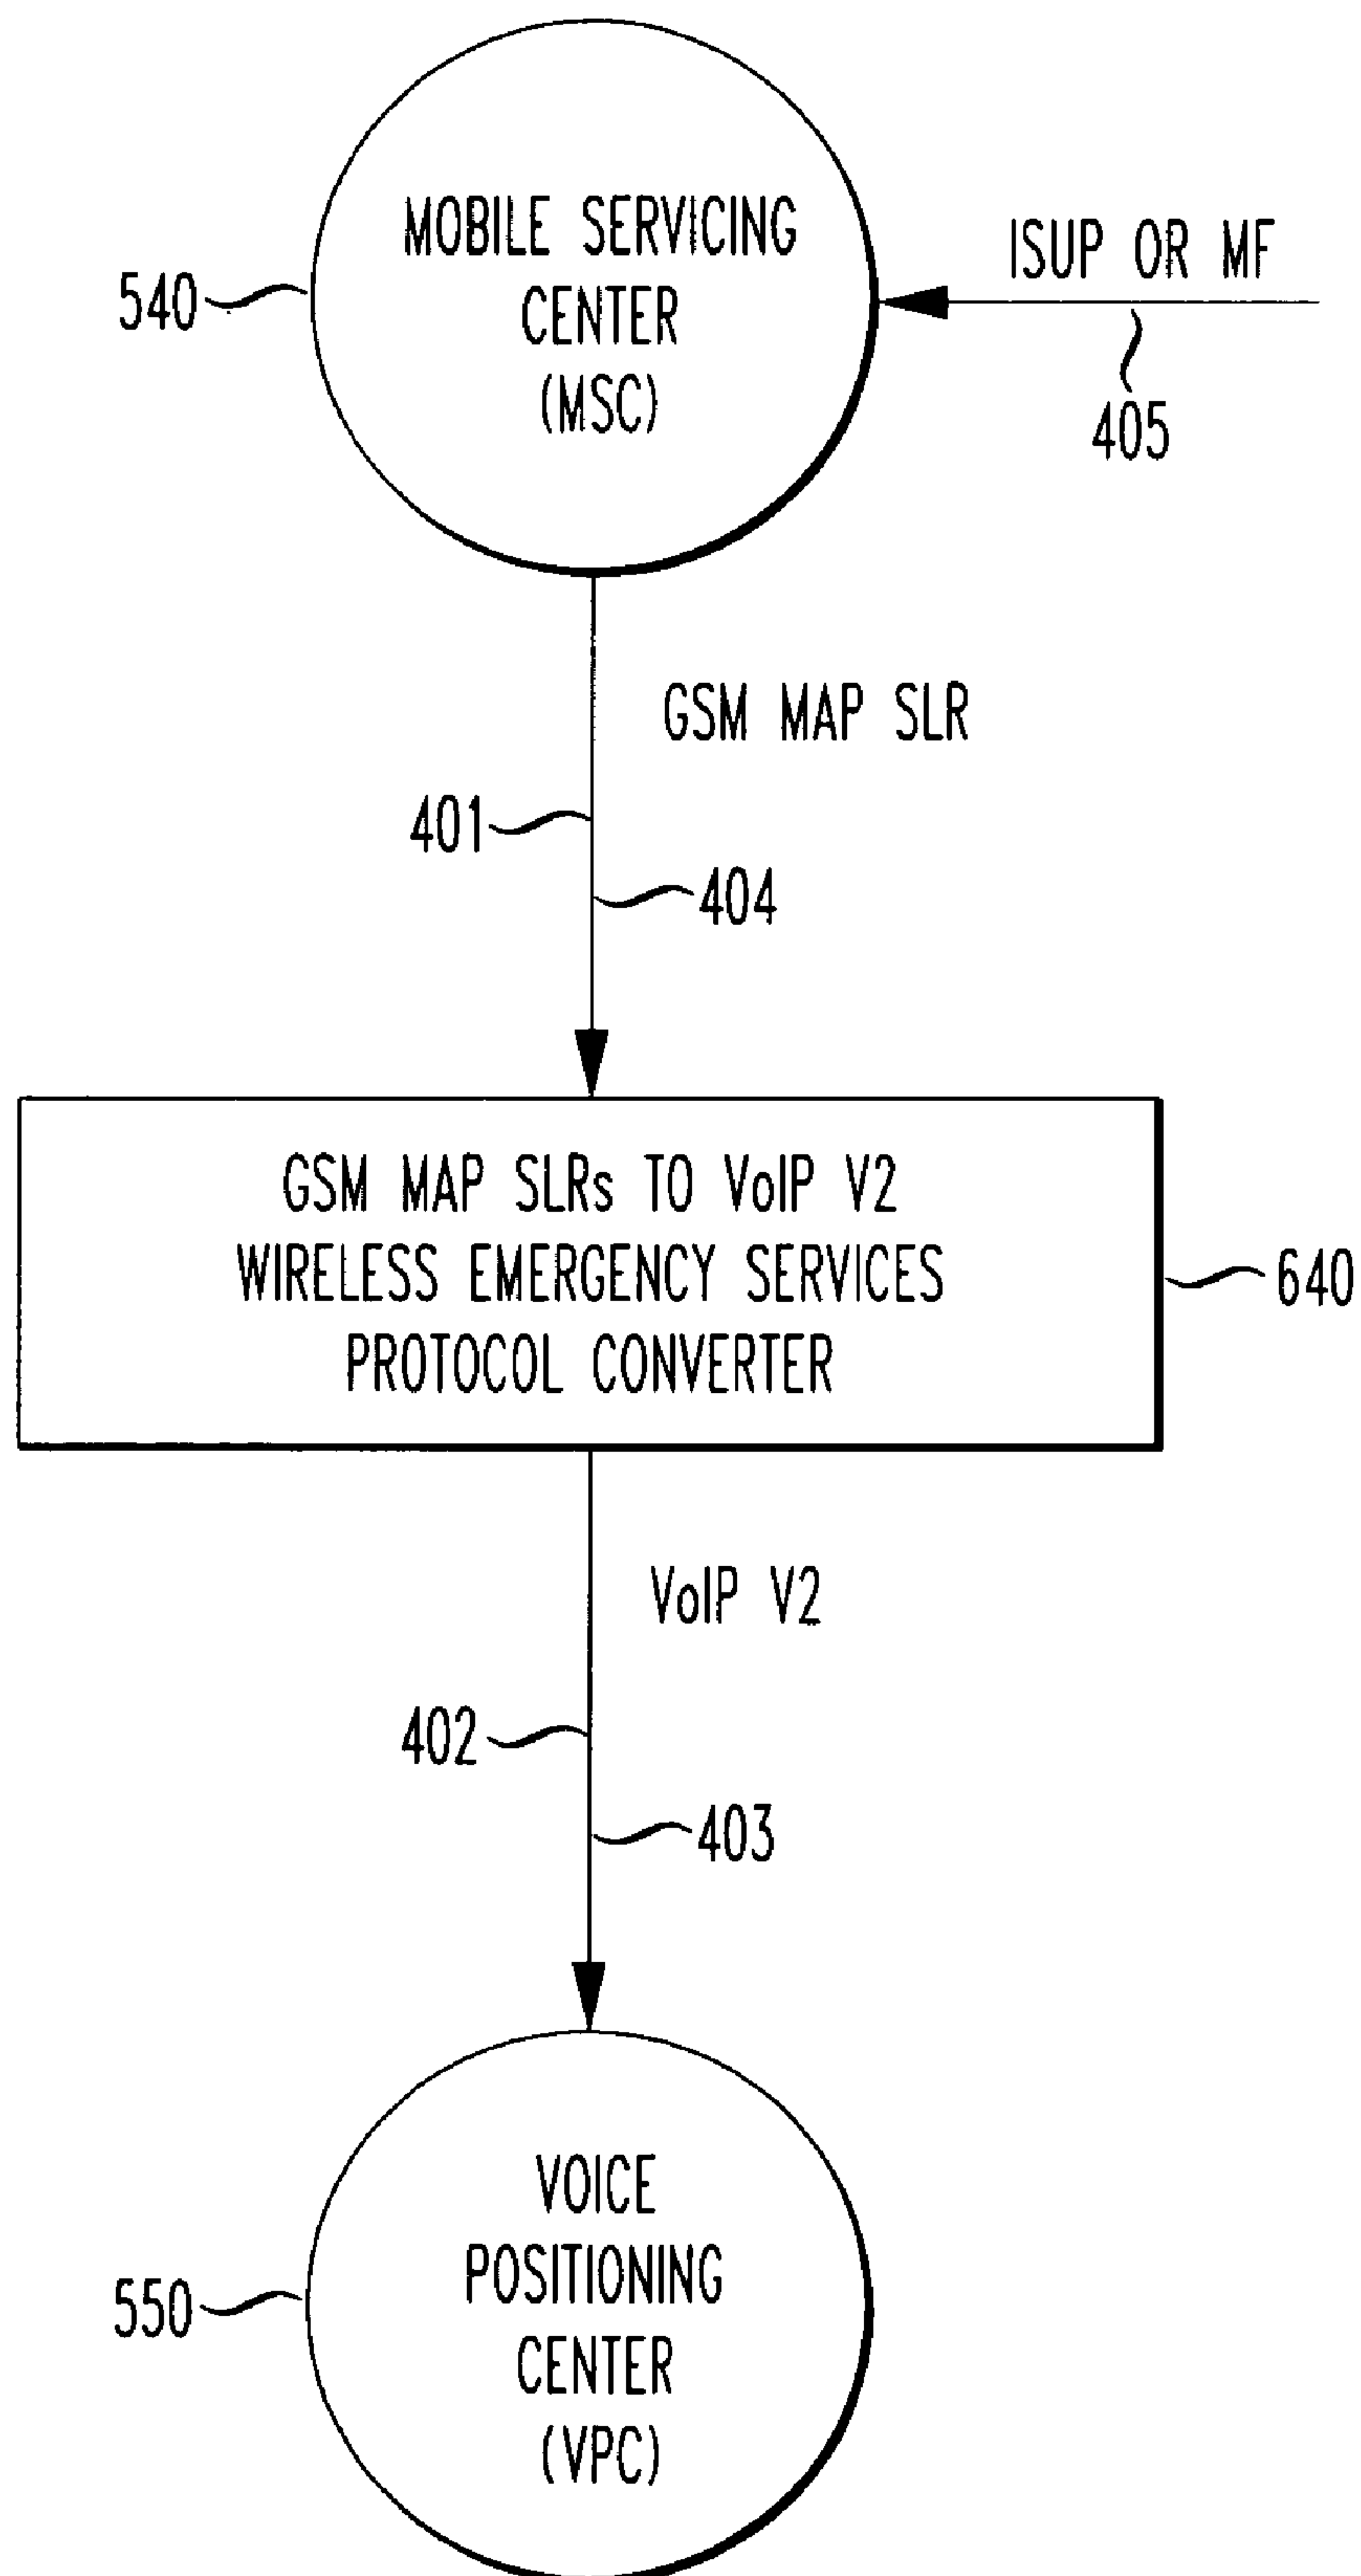 MOBILE SERVICING
CENTER
(MSC)
540
ISUP OR MF
405
GSM MAP SLR
401
404
GSM MAP SLRs TO VoIP V2
WIRELESS EMERGENCY SERVICES
PROTOCOL CONVERTER
640
VoIP V2
402
403
VOICE
POSITIONING
CENTER
(VPC)
550